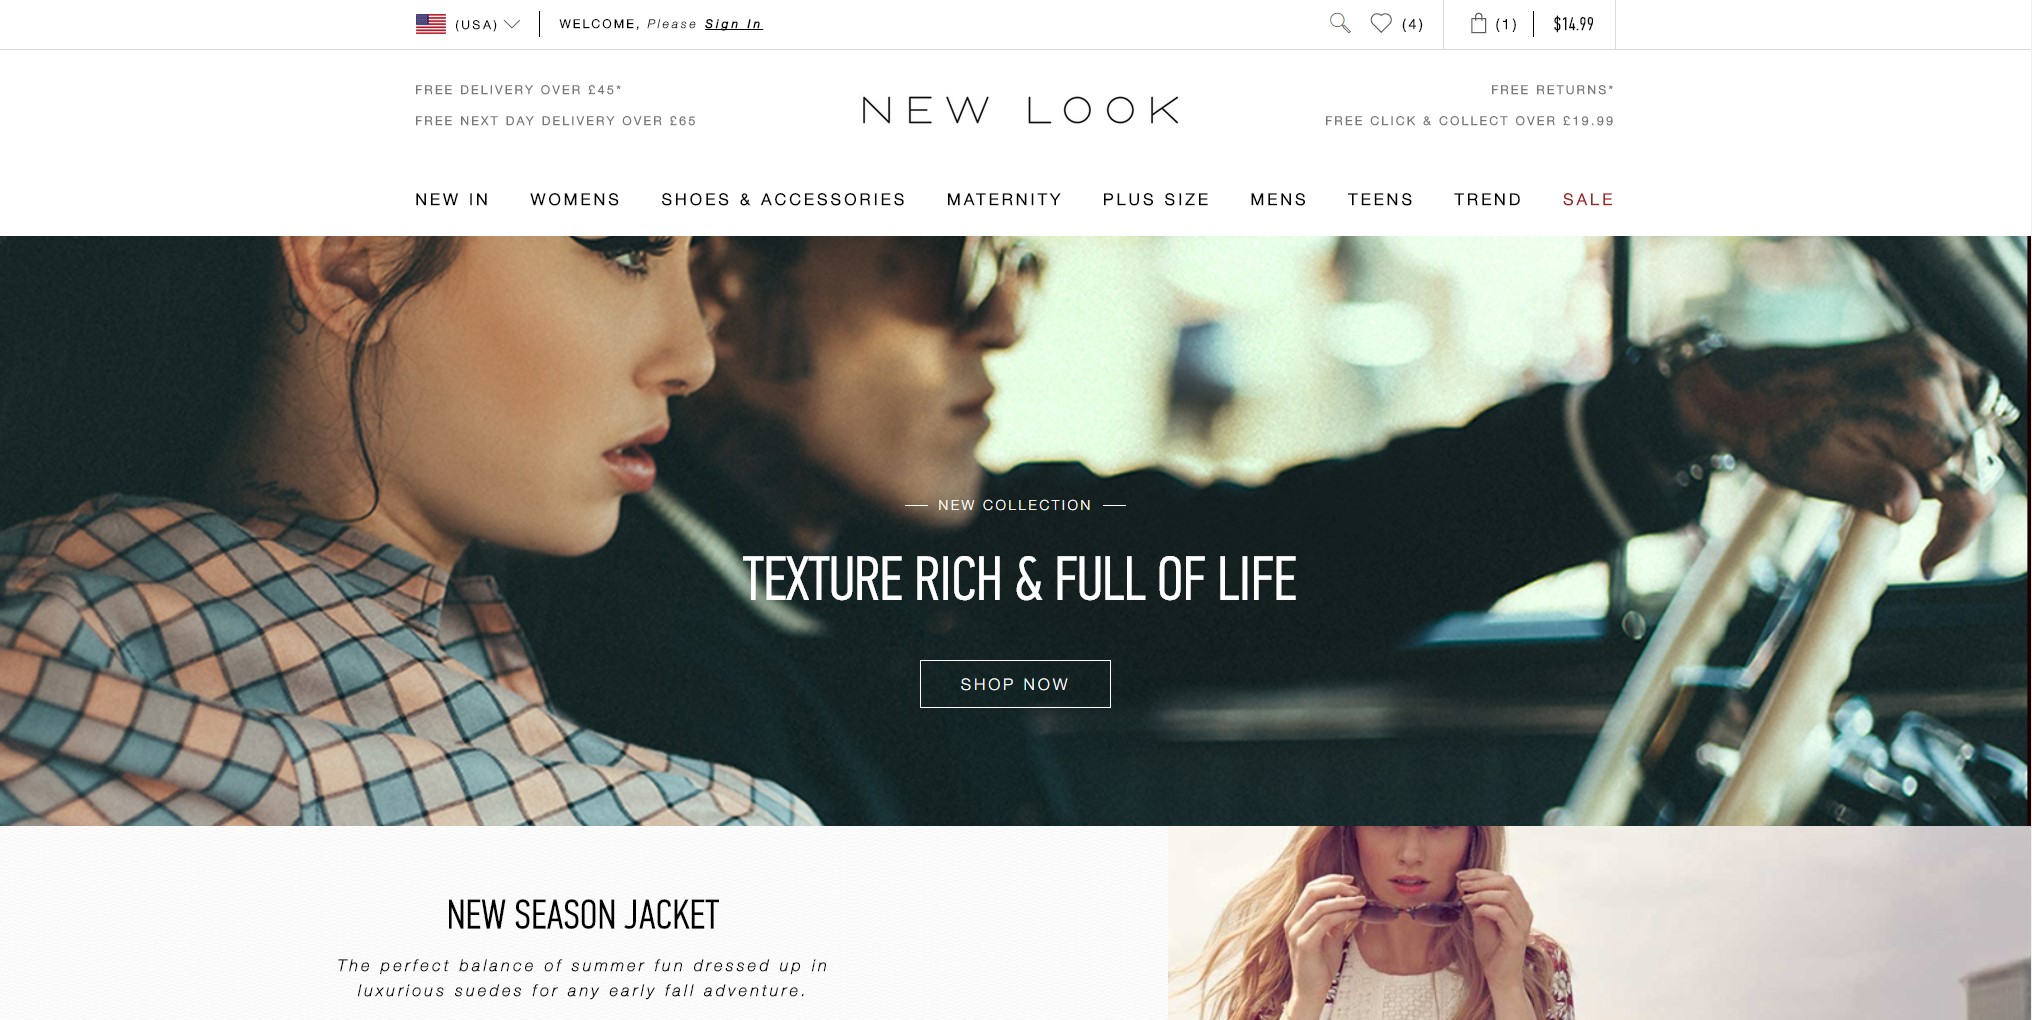 (USA)
WELCOME, Please Sign In
(4)
(1)
$14.99
FREE DELIVERY OVER £45*
FREE NEXT DAY DELIVERY OVER £65
NEW LOOK
FREE RETURNS*
FREE CLICK & COLLECT OVER £19.99
NEW IN
WOMENS
SHOES & ACCESSORIES
MATERNITY
PLUS SIZE
MENS
TEENS
TREND
SALE
NEW COLLECTION
TEXTURE RICH & FULL OF LIFE
SHOP NOW
NEW SEASON JACKET
The perfect balance of summer fun dressed up in
luxurious suedes for any early fall adventure.